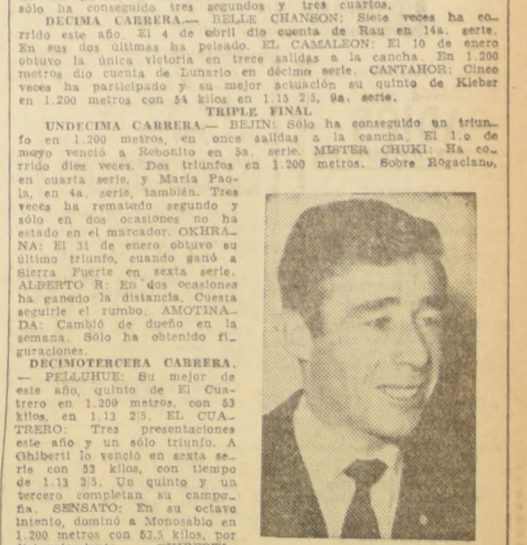 sólo ha conseguido tres segundos y tres cuartos.
DECIMA CARRERA.— BELLE CHANSON: Siete veces ha co-
rrido este año. El 4 de abril dio cuenta de Rau en 14a. serie.
En sus dos últimas ha peleado. EL CAMALEON: El 10 de enero
obtuvo la única victoria en trece salidas a la cancha. En 1.200
metros dio cuenta de Lunario en décimo serie. CANTAHOR: Cinco
veces ha participado y su mejor actuación su quinto de Kleber
en 1.200 metros con 54 kilos en 1.15 2|5, 9a. serie.
TRIPLE FINAL
UNDECIMA CARRERA.— BEJIN: Sólo ha conseguido un triun-
fo en 1.200 metros, en once salidas a la cancha. El 1.o de
mayo venció a Rebonito en 5a. serie. MISTER CHUKI: Ha co-
rrido diez veces. Dos triunfos en 1.200 metros. Sobre Rogaciano,
en cuarta serie, y María Pao-
la, en 4a. serie, también. Tres
veces ha rematado segundo y
sólo en dos ocasiones no ha
estado en el marcador. OKHRA-
NA: El 31 de enero obtuvo su
último triunfo, cuando ganó a
Sierra Fuerte en sexta serie.
ALBERTO R: En dos ocasiones
ha ganado la distancia. Cuesta
seguirle el rumbo. AMOTINA-
DA: Cambió de dueño en la
semana. Sólo ha obtenido fi-
guraciones.
DECIMOTERCERA CARRERA.
— PELLUHUE: Su mejor de
este año, quinto de El Cua-
trero en 1.200 metros, con 53
kilos, en 1.13 2|5. EL CUA-
TRERO: Tres presentaciones
este año y un sólo triunfo. A
Ghiberti lo venció en sexta se-
rie con 52 kilos, con tiempo
de 1.13 2|5. Un quinto y un
tercero completan su campa-
ña. SENSATO: En su octavo
intento, dominó a Monosabio en
1.200 metros con 53,5 kilos, por